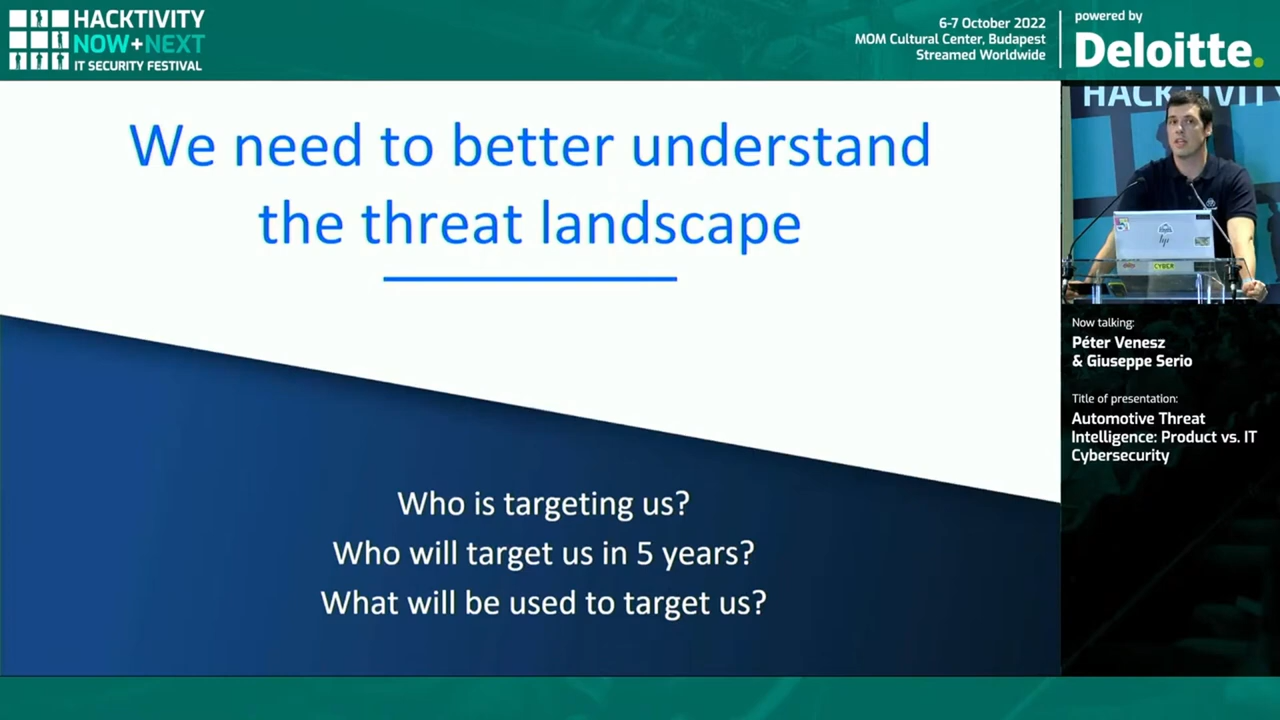 HACKTIVITY
NOW+NEXT
IT SECURITY FESTIVAL
6-7 October 2022
MOM Cultural Center, Budapest
Streamed Worldwide
powered by
Deloitte.
We need to better understand
the threat landscape
Who is targeting us?
Who will target us in 5 years?
What will be used to target us?
HACKTIVITY
hp
CYBER
Now talking:
Péter Venesz
& Giuseppe Serio
Title of presentation:
Automotive Threat
Intelligence: Product vs. IT
Cybersecurity